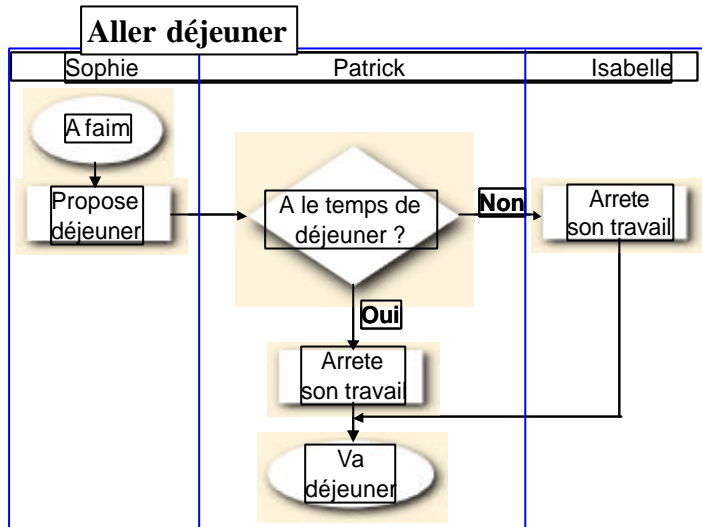 Aller déjeuner
Sophie
Patrick
Isabelle
A faim
Propose
déjeuner
A le temps de
déjeuner ?
Non
Arrete
son travail
Oui
Arrete
son travail
Va
déjeuner